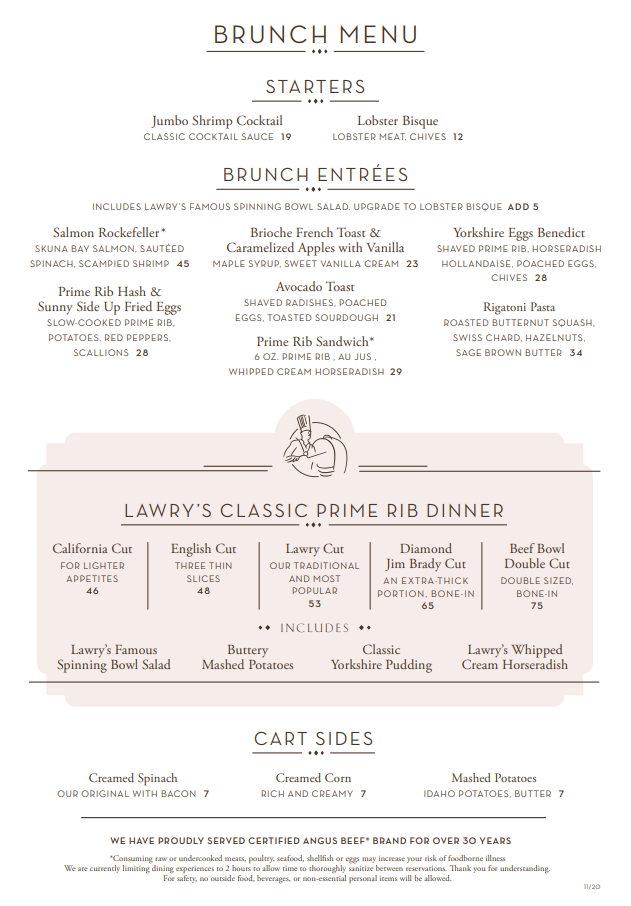 BRUNCH MENU
STARTERS
Jumbo Shrimp Cocktail
CLASSIC COCKTAIL SAUCE 19
Lobster Bisque
LOBSTER MEAT, CHIVES 12
BRUNCH ENTRÉES
INCLUDES LAWRY'S FAMOUS SPINNING BOWL SALAD. UPGRADE TO LOBSTER BISQUE ADD 5
Salmon Rockefeller*
SKUNA BAY SALMON, SAUTÉED
SPINACH, SCAMPIED SHRIMP 45
Prime Rib Hash &
Sunny Side Up Fried Eggs
SLOW-COOKED PRIME RIB,
POTATOES, RED PEPPERS,
SCALLIONS 28
Brioche French Toast &
Caramelized Apples with Vanilla
MAPLE SYRUP, SWEET VANILLA CREAM 23
Avocado Toast
SHAVED RADISHES, POACHED
EGGS, TOASTED SOURDOUGH 21
Prime Rib Sandwich*
6 OZ. PRIME RIB , AU JUS ,
WHIPPED CREAM HORSERADISH 29
Yorkshire Eggs Benedict
SHAVED PRIME RIB, HORSERADISH
HOLLANDAISE, POACHED EGGS,
CHIVES 28
Rigatoni Pasta
ROASTED BUTTERNUT SQUASH,
SWISS CHARD, HAZELNUTS,
SAGE BROWN BUTTER 34
LAWRY'S CLASSIC PRIME RIB DINNER
California Cut
FOR LIGHTER
APPETITES
46
English Cut
THREE THIN
SLICES
48
Lawry Cut
OUR TRADITIONAL
AND MOST
POPULAR
53
Diamond
Jim Brady Cut
AN EXTRA-THICK
PORTION, BONE-IN
65
Beef Bowl
Double Cut
DOUBLE SIZED,
BONE-IN
75
INCLUDES
Lawry's Famous
Spinning Bowl Salad
Buttery
Mashed Potatoes
Classic
Yorkshire Pudding
Lawry's Whipped
Cream Horseradish
CART SIDES
Creamed Spinach
OUR ORIGINAL WITH BACON 7
Creamed Corn
RICH AND CREAMY 7
Mashed Potatoes
IDAHO POTATOES, BUTTER 7
WE HAVE PROUDLY SERVED CERTIFIED ANGUS BEEF® BRAND FOR OVER 30 YEARS
*Consuming raw or undercooked meats, poultry, seafood, shellfish or eggs may increase your risk of foodborne illness
We are currently limiting dining experiences to 2 hours to allow time to thoroughly sanitize between reservations. Thank you for understanding.
For safety, no outside food, beverages, or non-essential personal items will be allowed.
11/20